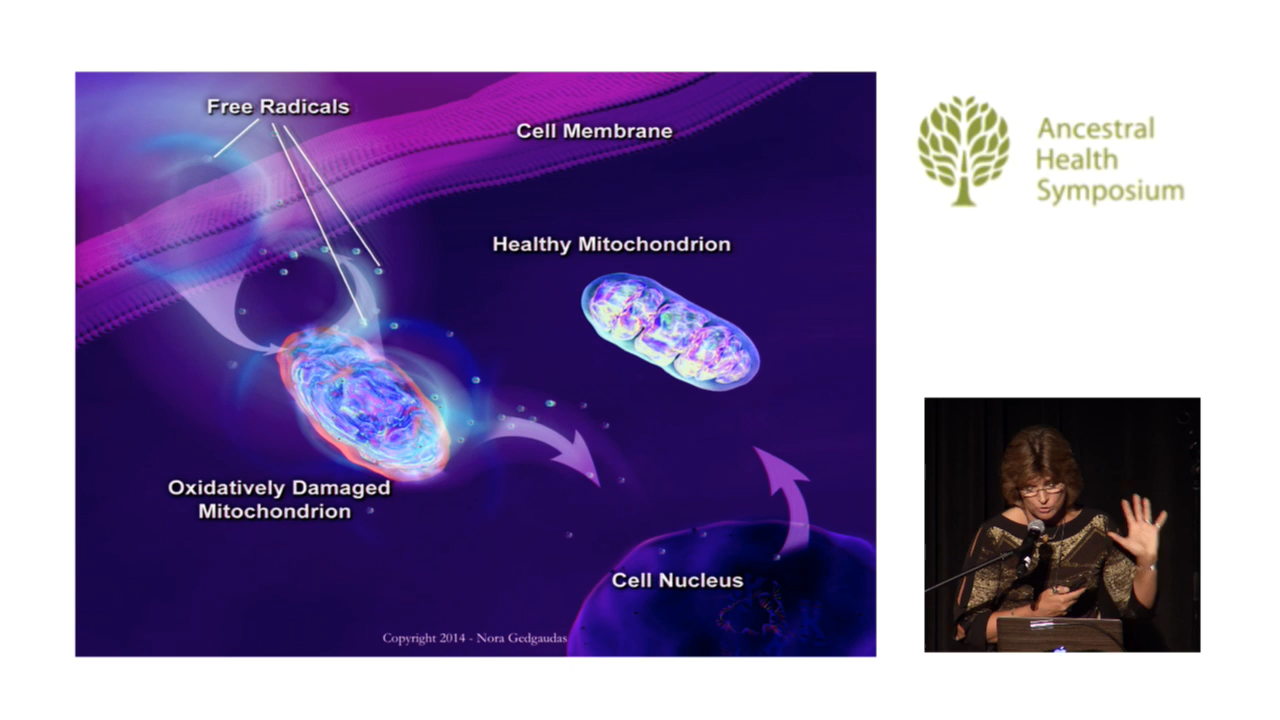 Free Radicals
Cell Membrane
Healthy Mitochondrion
Oxidatively Damaged
Mitochondrion
Cell Nucleus
Copyright 2014 - Nora Gedgaudas
Ancestral
Health
Symposium